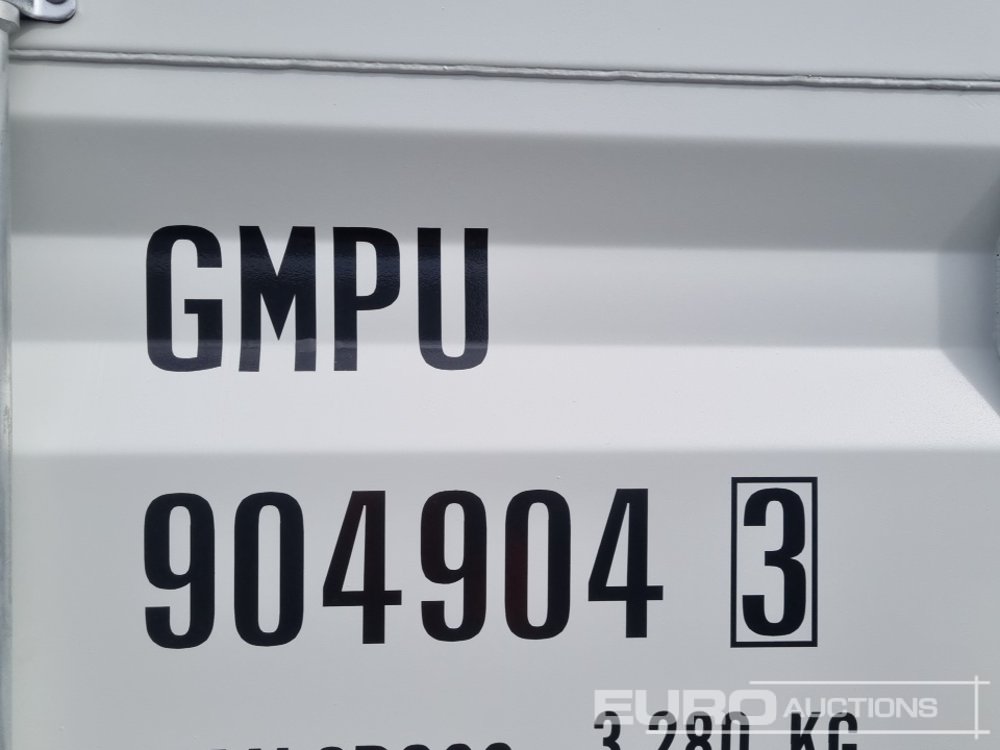 GMPU
904904 3
3.280 KG
EURO AUCTIONS